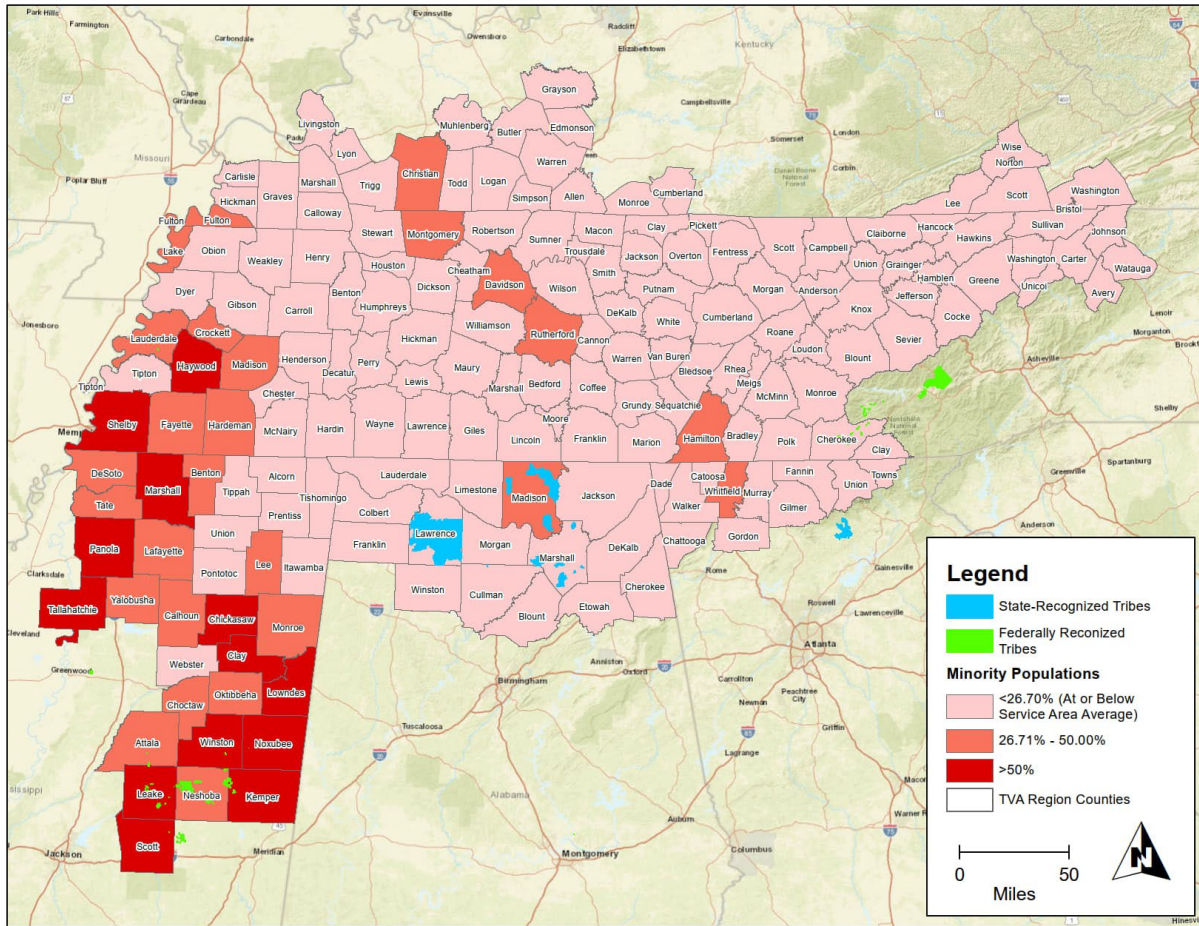 Park Hills
Farmington
Carbondale
Evansville
Owensboro
Radcliff
Elizabethtown
Kentucky
Cape
Girardeau
Campbellsville
Missouri
Poplar Bluff
Somerset
London
Corbin
Daniel Boone
National
Forest
Grayson
Livingston
Muhlenberg
Butler
Edmonson
Lyon
Warren
Christian
Carlisle
Marshall
Trigg
Todd
Logan
Graves
Hickman
Simpson
Allen
Monroe
Cumberland
Calloway
Wise
Norton
Scott
Washington
Lee
Bristol
Fulton
Fulton
Lake
Obion
Weakley
Henry
Stewart
Montgomery
Robertson
Sumner
Macon
Clay
Pickett
Trousdale
Jackson
Overton
Fentress
Scott
Campbell
Claiborne
Hancock
Hawkins
Sullivan
Johnson
Union
Grainger
Hamblen
Washington
Carter
Watauga
Houston
Cheatham
Davidson
Wilson
Smith
Putnam
Morgan
Anderson
Jefferson
Greene
Unicoi
Avery
Dyer
Gibson
Carroll
Benton
Humphreys
Dickson
DeKalb
White
Cumberland
Knox
Cocke
Lenoir
Morganton
Jonesboro
Lauderdale
Crockett
Haywood
Madison
Henderson
Decatur
Perry
Hickman
Williamson
Rutherford
Cannon
Warren
Van Buren
Roane
Loudon
Blount
Sevier
Asheville
Tipton
Tipton
Chester
Lewis
Maury
Marshall
Bedford
Coffee
Bledsoe
Rhea
Meigs
McMinn
Monroe
Shelby
Grundy
Sequatchie
Shelby
Fayette
Hardeman
McNairy
Hardin
Wayne
Lawrence
Giles
Lincoln
Moore
Franklin
Marion
Hamilton
Bradley
Polk
Cherokee
Clay
Greenville
Spartanburg
DeSoto
Marshall
Benton
Alcorn
Tippah
Tishomingo
Lauderdale
Limestone
Madison
Jackson
Dade
Catoosa
Whitfield
Murray
Fannin
Union
Towns
Tate
Prentiss
Colbert
Walker
Gilmer
Panola
Lafayette
Union
Lee
Itawamba
Pontotoc
Franklin
Lawrence
Morgan
Marshall
DeKalb
Chattooga
Gordon
Anderson
Clarksdale
Winston
Cullman
Cherokee
Rome
Gainesville
Tallahatchie
Yalobusha
Calhoun
Chickasaw
Monroe
Blount
Etowah
Roswell
Lawrenceville
Cleveland
Greenwood
Webster
Clay
Lowndes
Anniston
Oxford
Atlanta
Carrollton
Birmingham
Newnan
Peachtree
City
Choctaw
Oktibbeha
Tuscaloosa
Griffin
Attala
Winston
Noxubee
Lagrange
Leake
Neshoba
Kemper
Alabama
Scott
Auburn
Jackson
Meridian
Montgomery
Columbus
Legend
State-Recognized Tribes
Federally Reconized
Tribes
Minority Populations
<26.70% (At or Below
Service Area Average)
26.71% - 50.00%
>50%
TVA Region Counties
0 50
Miles
N